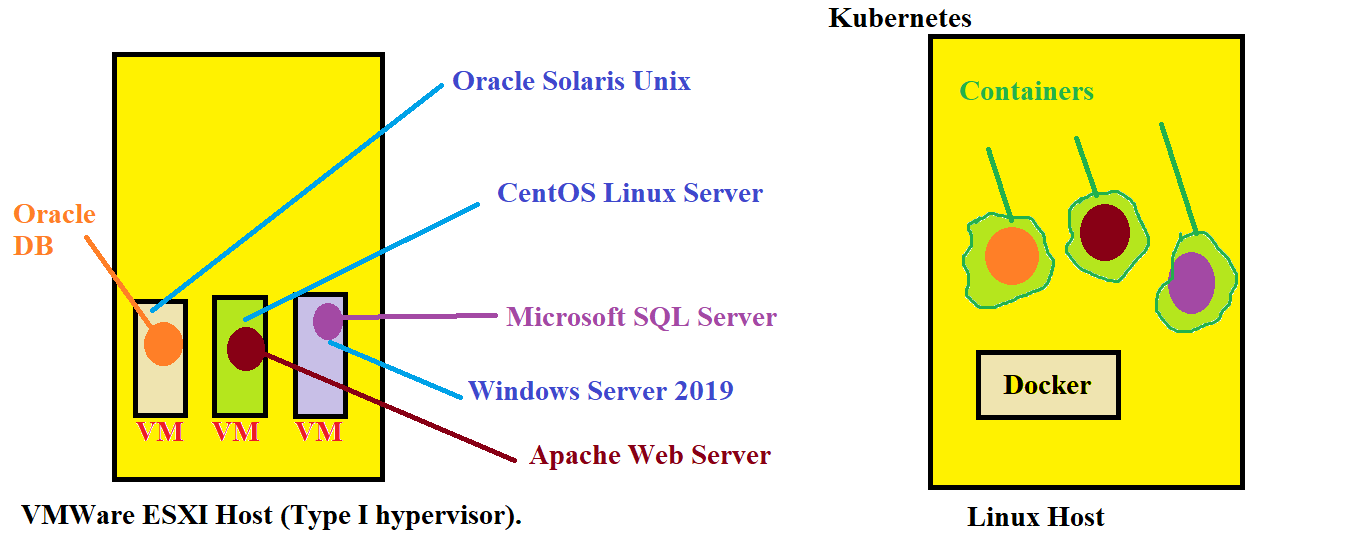 Kubernetes
Oracle Solaris Unix
Containers
CentOS Linux Server
Oracle
DB
Microsoft SQL Server
Windows Server 2019
Docker
VM
VM
VM
Apache Web Server
VMWare ESXI Host (Type I hypervisor).
Linux Host